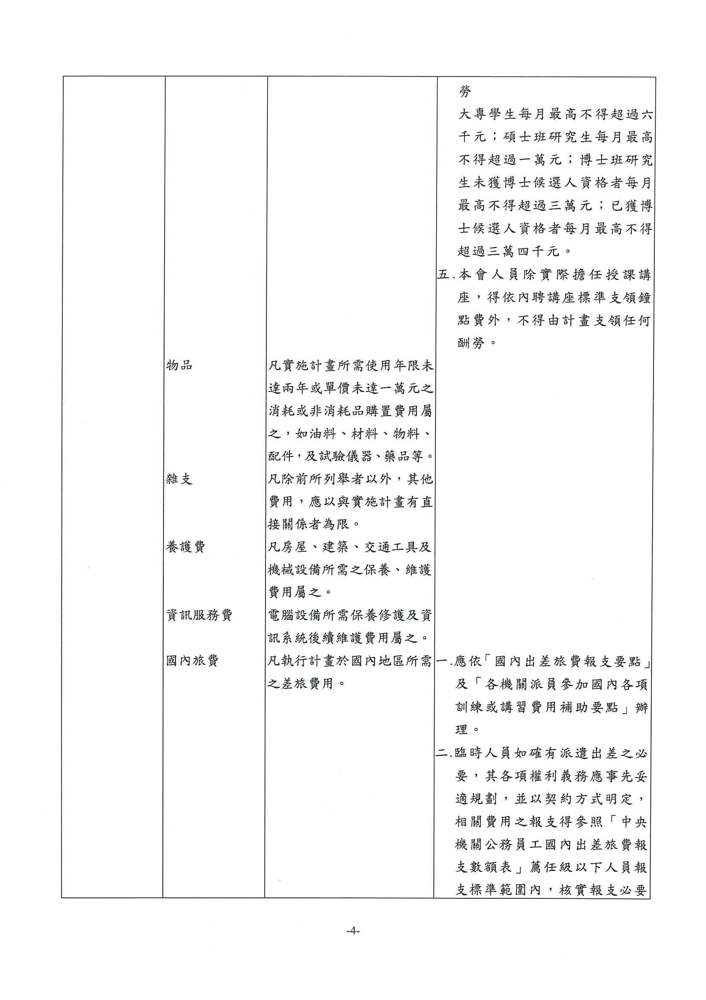 勞
大專學生每月最高不得超過六
千元；碩士班研究生每月最高
不得超過一萬元；博士班研究
生未獲博士候選人資格者每月
最高不得超過三萬元；已獲博
士候選人資格者每月最高不得
超過三萬四千元。
五.本會人員除實際擔任授課講
座，得依內聘講座標準支領鐘
點費外，不得由計畫支領任何
酬勞。
物品
凡實施計畫所需使用年限未
達兩年或單價未達一萬元之
消耗或非消耗品購置費用屬
之，如油料、材料、物料、
配件，及試驗儀器、藥品等。
雜支
凡除前所列舉者以外，其他
費用，應以與實施計畫有直
接關係者為限。
養護費
凡房屋、建築、交通工具及
機械設備所需之保養、維護
費用屬之。
資訊服務費
電腦設備所需保養修護及資
訊系統後續維護費用屬之。
國內旅費
凡執行計畫於國內地區所需
之差旅費用。
一.應依「國內出差旅費報支要點」
及「各機關派員參加國內各項
訓練或講習費用補助要點」辦
理。
二.臨時人員如確有派遣出差之必
要，其各項權利義務應事先妥
適規劃，並以契約方式明定，
相關費用之報支得參照「中央
機關公務員工國內出差旅費報
支數額表」薦任級以下人員報
支標準範圍內，核實報支必要
-4-